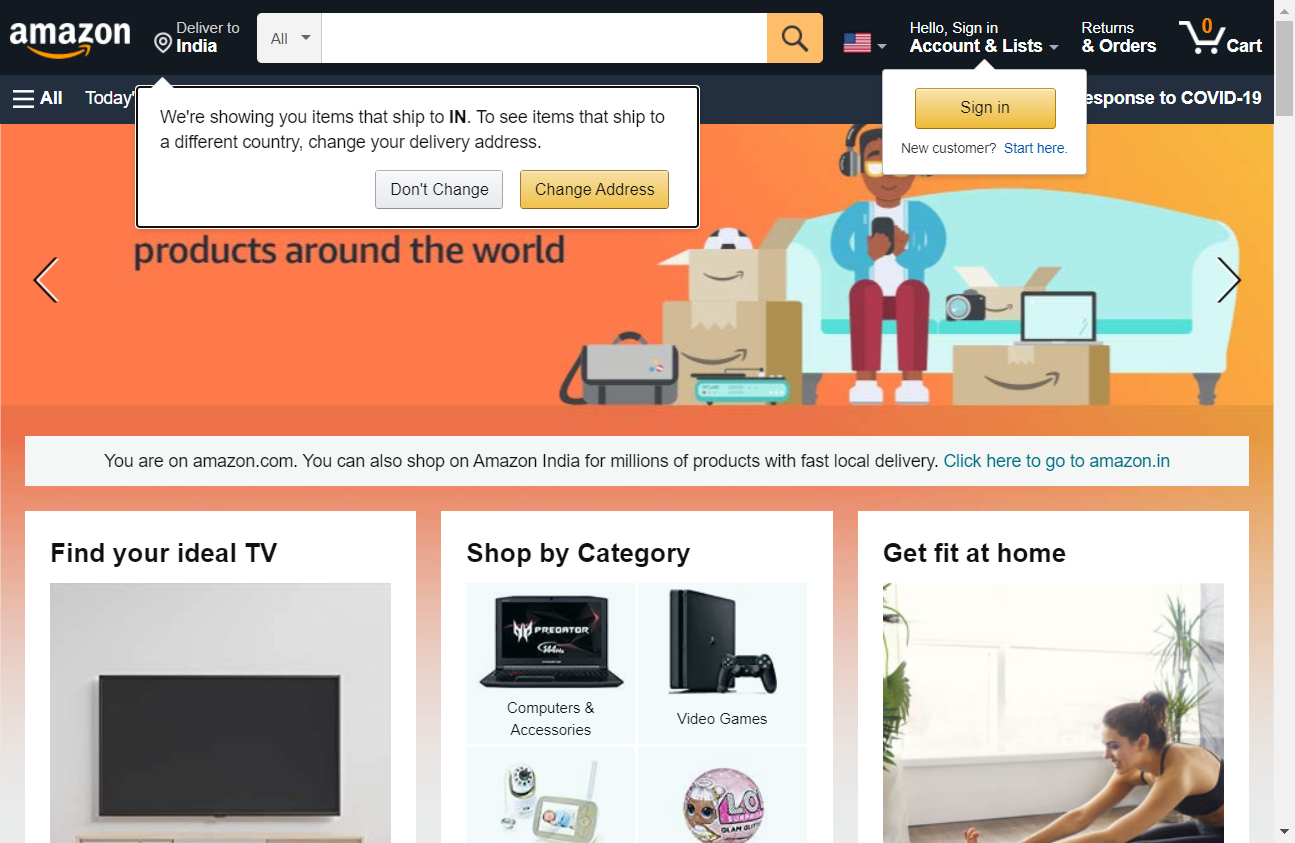 amazon
Deliver to
India
All
Hello, Sign in
Account & Lists
Returns
& Orders
0
Cart
All
Today'
esponse to COVID-19
We're showing you items that ship to IN. To see items that ship to
a different country, change your delivery address.
Don't Change
Change Address
Sign in
New customer? Start here.
products around the world
You are on amazon.com. You can also shop on Amazon India for millions of products with fast local delivery. Click here to go to amazon.in
Find your ideal TV
Shop by Category
Get fit at home
PREDATOR
144Hz
Computers &
Accessories
Video Games
L.O.L.
SURPRISE
GLAM GLITTER